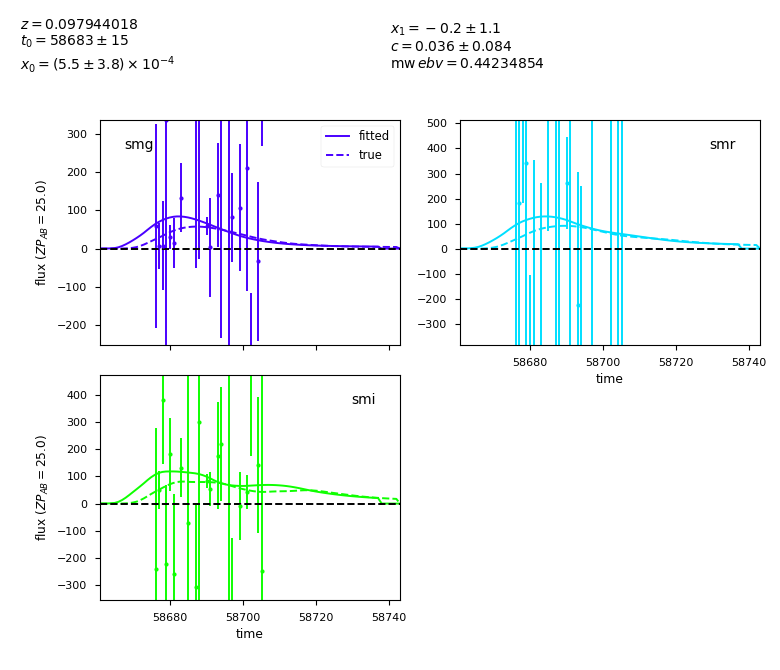 z = 0.097944018
t₀ = 58683 ± 15
x₀ = (5.5 ± 3.8) × 10⁻⁴
x₁ = −0.2 ± 1.1
c = 0.036 ± 0.084
mw ebv = 0.44234854
smg
fitted
true
300
200
100
0
−100
−200
flux (ZP_AB = 25.0)
smr
500
400
300
200
100
0
−100
−200
−300
58680 58700 58720 58740
time
smi
400
300
200
100
0
−100
−200
−300
flux (ZP_AB = 25.0)
58680 58700 58720 58740
time